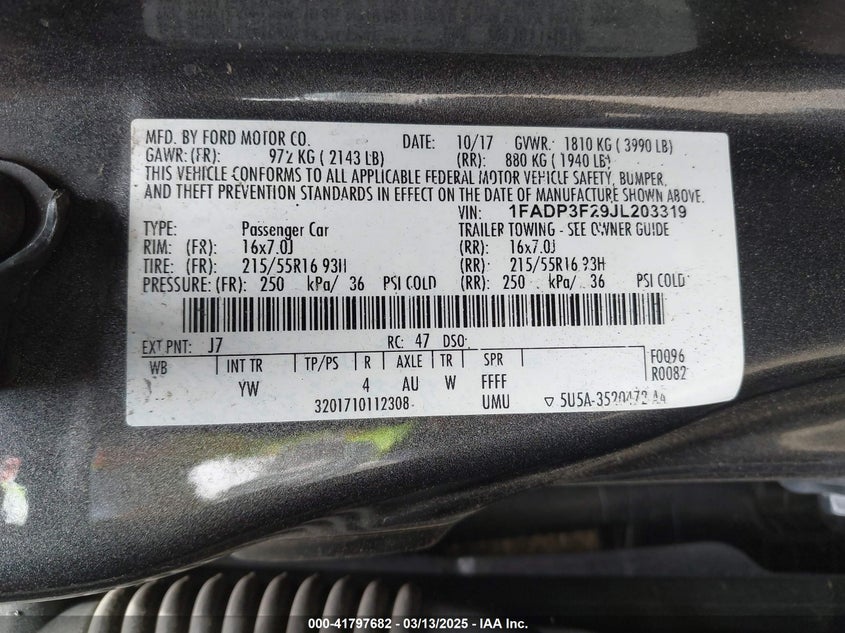 MFD. BY FORD MOTOR CO. DATE: 10/17 GVWR: 1810 KG ( 3990 LB)
GAWR: (FR): 972 KG ( 2143 LB) (RR): 880 KG ( 1940 LB)
THIS VEHICLE CONFORMS TO ALL APPLICABLE FEDERAL MOTOR VEHICLE SAFETY, BUMPER,
AND THEFT PREVENTION STANDARDS IN EFFECT ON THE DATE OF MANUFACTURE SHOWN ABOVE.
VIN: 1FADP3F29JL203319
TYPE: Passenger Car TRAILER TOWING - SEE OWNER GUIDE
RIM: (FR) 16x7.0J (RR): 16x7.0J
TIRE: (FR): 215/55R16 93H (RR): 215/55R16 93H
PRESSURE: (FR): 250 kPa/ 36 PSI COLD (RR): 250 kPa/ 36 PSI COLD
EXT PNT: J7 RC: 47 DSO:
WB INT TR TP/PS R AXLE TR SPR F0096
YW 4 AU W FFFF R0082
3201710112308 UMU ▽ 5U5A-3520472-AA
000-41797682 - 03/13/2025 - IAA Inc.